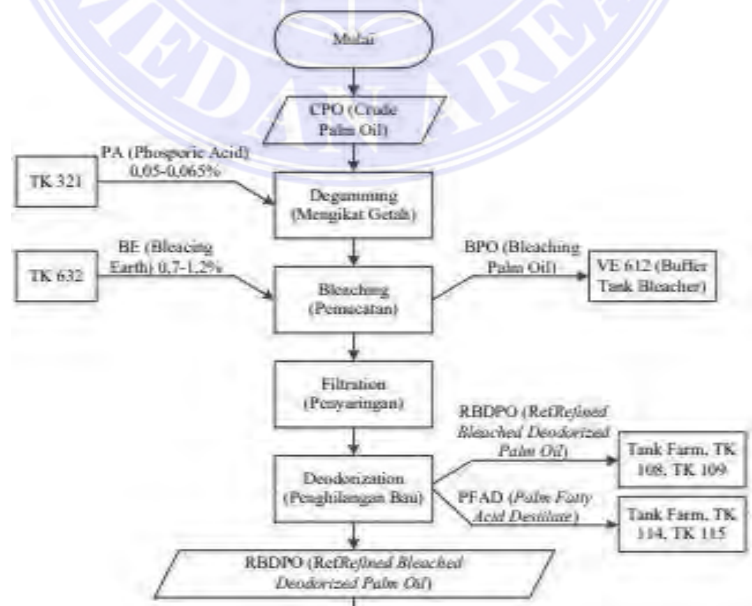 MEDAN AREA
Mulai
CPO (Crude
Palm Oil)
PA (Phosporic Acid)
0,05-0,065%
TK 321
Degumming
(Mengikat Getah)
BE (Bleacing
Earth) 0,7-1,2%
TK 632
Bleaching
(Pemucatan)
BPO (Bleaching
Palm Oil)
VE 612 (Buffer
Tank Bleacher)
Filtration
(Penyaringan)
Deodorization
(Penghilangan Bau)
RBDPO (RefRefined
Bleached Deodorized
Palm Oil)
Tank Farm, TK
108, TK 109
PFAD (Palm Fatty
Acid Destilate)
Tank Farm, TK
114, TK 115
RBDPO (RefRefined Bleached
Deodorized Palm Oil)